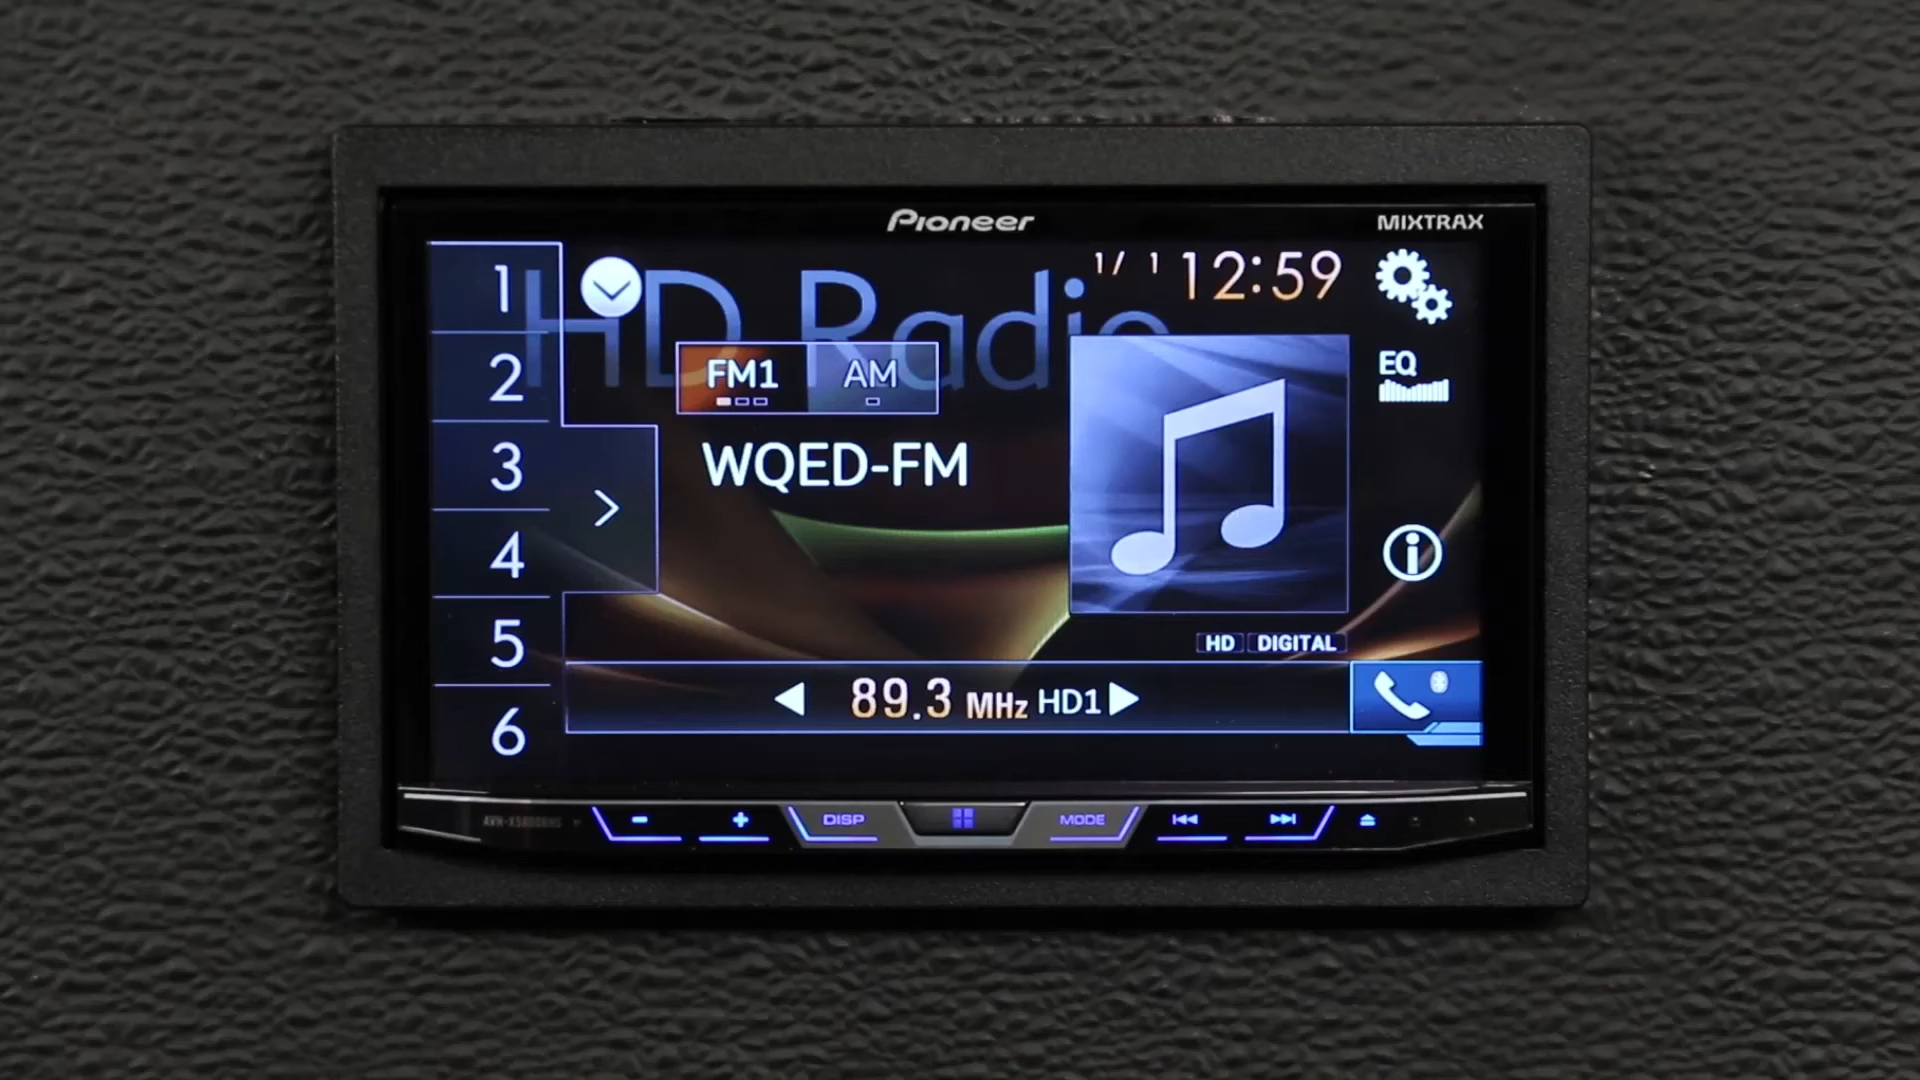 Pioneer
MIXTRAX
HD Radio
1/ 1 12:59
1
2
3
4
5
6
FM1 AM
EQ
WQED-FM
HD DIGITAL
89.3 MHz HD1
DISP
MODE